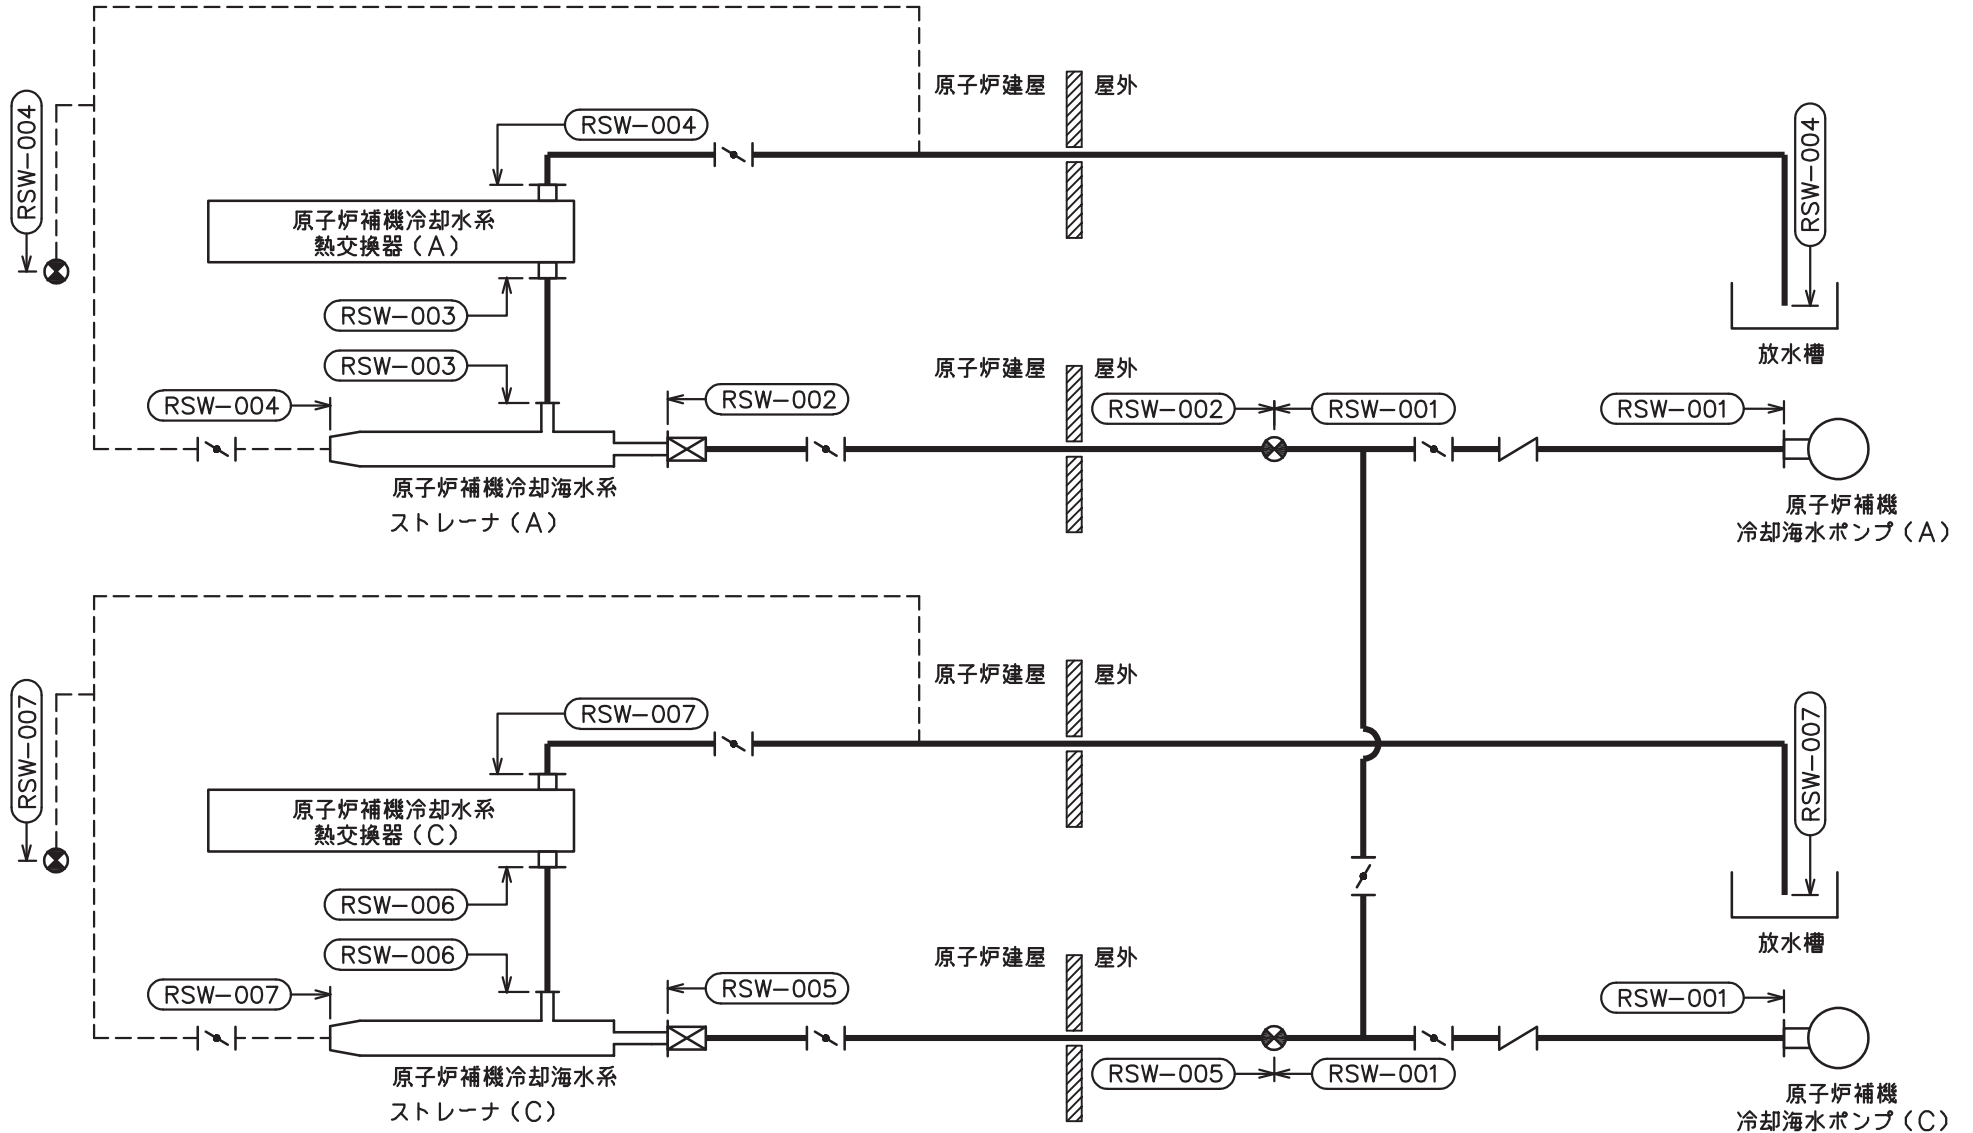 原子炉建屋
屋外
RSW-004
RSW-004
RSW-004
原子炉補機冷却水系
熱交換器(A)
RSW-003
RSW-003
放水槽
原子炉建屋
屋外
RSW-004
RSW-002
RSW-002
RSW-001
RSW-001
原子炉補機冷却海水系
ストレーナ(A)
原子炉補機
冷却海水ポンプ(A)
原子炉建屋
屋外
RSW-007
RSW-007
RSW-007
原子炉補機冷却水系
熱交換器(C)
RSW-006
RSW-006
放水槽
原子炉建屋
屋外
RSW-007
RSW-005
RSW-001
RSW-005
RSW-001
原子炉補機冷却海水系
ストレーナ(C)
原子炉補機
冷却海水ポンプ(C)